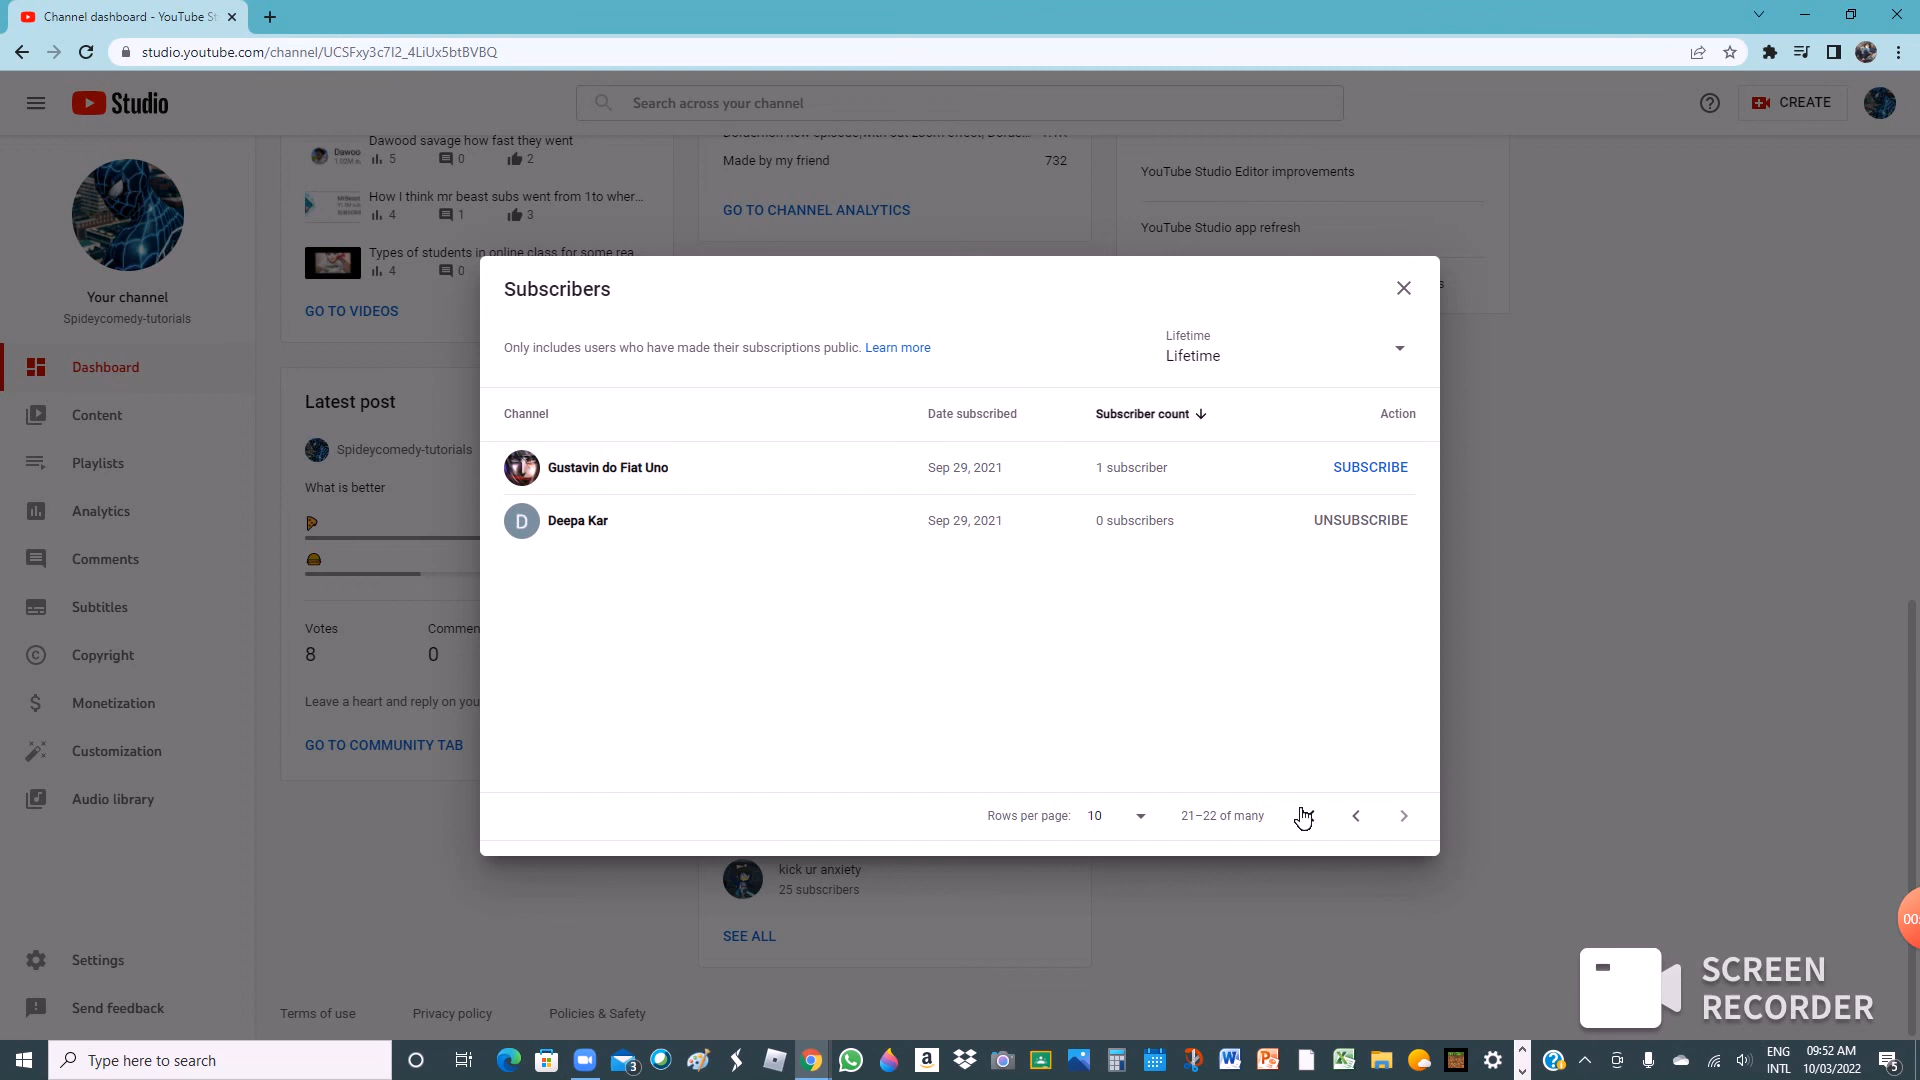 Channel dashboard - YouTube St
studio.youtube.com/channel/UCSFxy3c7I2_4LiUx5btBVBQ
Studio
Search across your channel
CREATE
Your channel
Spideycomedy-tutorials
Dashboard
Content
Playlists
Analytics
Comments
Subtitles
Copyright
Monetization
Customization
Audio library
Settings
Send feedback
Dawood savage how fast they went
5 0 2
How I think mr beast subs went from 1to wher...
4 1 3
Types of students in online class for some rea
4 0
GO TO VIDEOS
Latest post
Spideycomedy-tutorials
What is better
Votes
8
Commen
0
Leave a heart and reply on you
GO TO COMMUNITY TAB
Made by my friend 732
GO TO CHANNEL ANALYTICS
YouTube Studio Editor improvements
YouTube Studio app refresh
s
Subscribers
Only includes users who have made their subscriptions public. Learn more
Lifetime
Lifetime
Channel Date subscribed Subscriber count Action
Gustavin do Fiat Uno Sep 29, 2021 1 subscriber SUBSCRIBE
D Deepa Kar Sep 29, 2021 0 subscribers UNSUBSCRIBE
Rows per page: 10 21–22 of many
kick ur anxiety
25 subscribers
SEE ALL
Terms of use Privacy policy Policies & Safety
00:
SCREEN
RECORDER
Type here to search
3
ENG
INTL
09:52 AM
10/03/2022
5